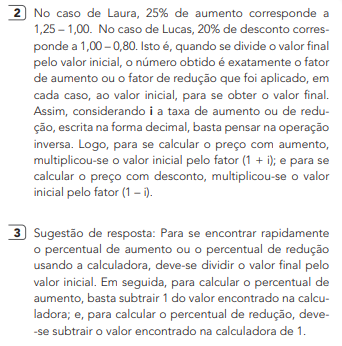 2 No caso de Laura, 25% de aumento corresponde a
1,25 – 1,00. No caso de Lucas, 20% de desconto corres-
ponde a 1,00 – 0,80. Isto é, quando se divide o valor final
pelo valor inicial, o número obtido é exatamente o fator
de aumento ou o fator de redução que foi aplicado, em
cada caso, ao valor inicial, para se obter o valor final.
Assim, considerando i a taxa de aumento ou de redu-
ção, escrita na forma decimal, basta pensar na operação
inversa. Logo, para se calcular o preço com aumento,
multiplicou-se o valor inicial pelo fator (1 + i); e para se
calcular o preço com desconto, multiplicou-se o valor
inicial pelo fator (1 – i).
3 Sugestão de resposta: Para se encontrar rapidamente
o percentual de aumento ou o percentual de redução
usando a calculadora, deve-se dividir o valor final pelo
valor inicial. Em seguida, para calcular o percentual de
aumento, basta subtrair 1 do valor encontrado na calcu-
ladora; e, para calcular o percentual de redução, deve-
-se subtrair o valor encontrado na calculadora de 1.